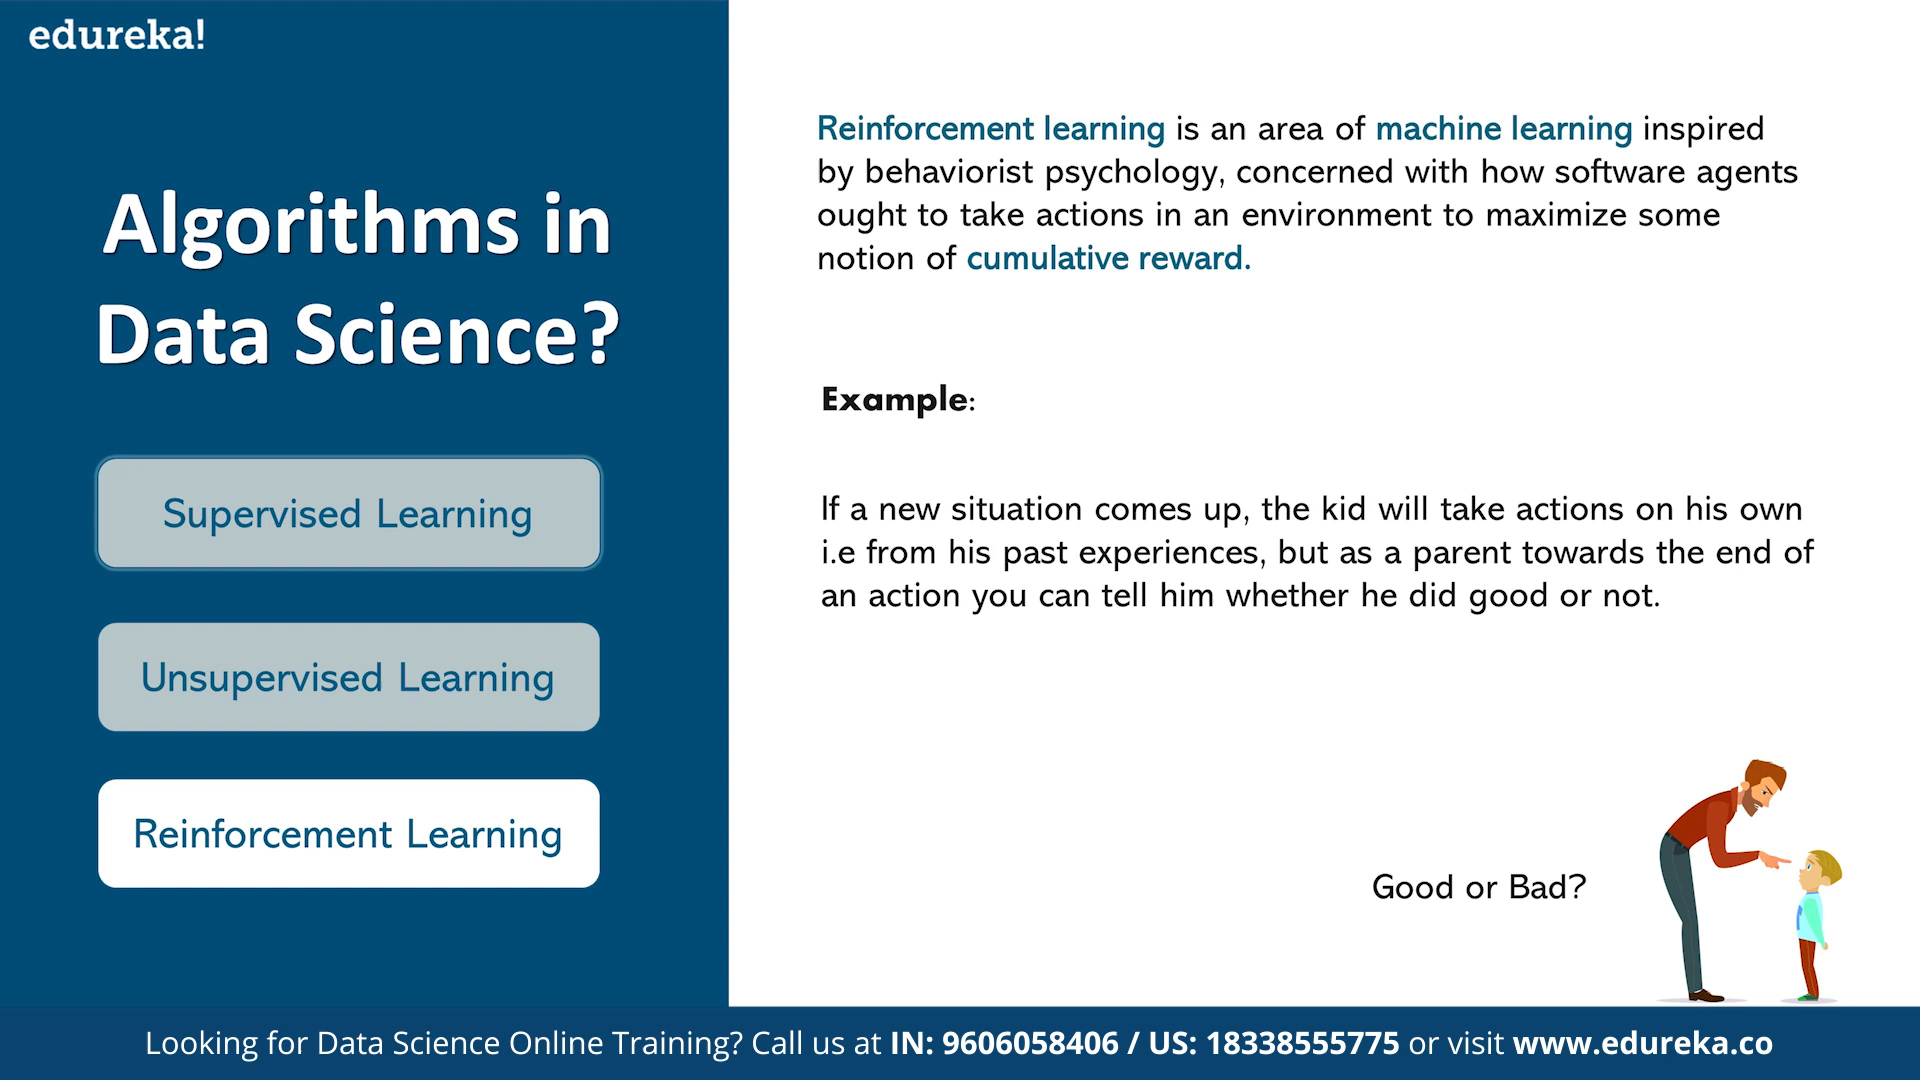 edureka!
Algorithms in
Data Science?
Supervised Learning
Unsupervised Learning
Reinforcement Learning
Reinforcement learning is an area of machine learning inspired
by behaviorist psychology, concerned with how software agents
ought to take actions in an environment to maximize some
notion of cumulative reward.
Example:
If a new situation comes up, the kid will take actions on his own
i.e from his past experiences, but as a parent towards the end of
an action you can tell him whether he did good or not.
Good or Bad?
Looking for Data Science Online Training? Call us at IN: 9606058406 / US: 18338555775 or visit www.edureka.co